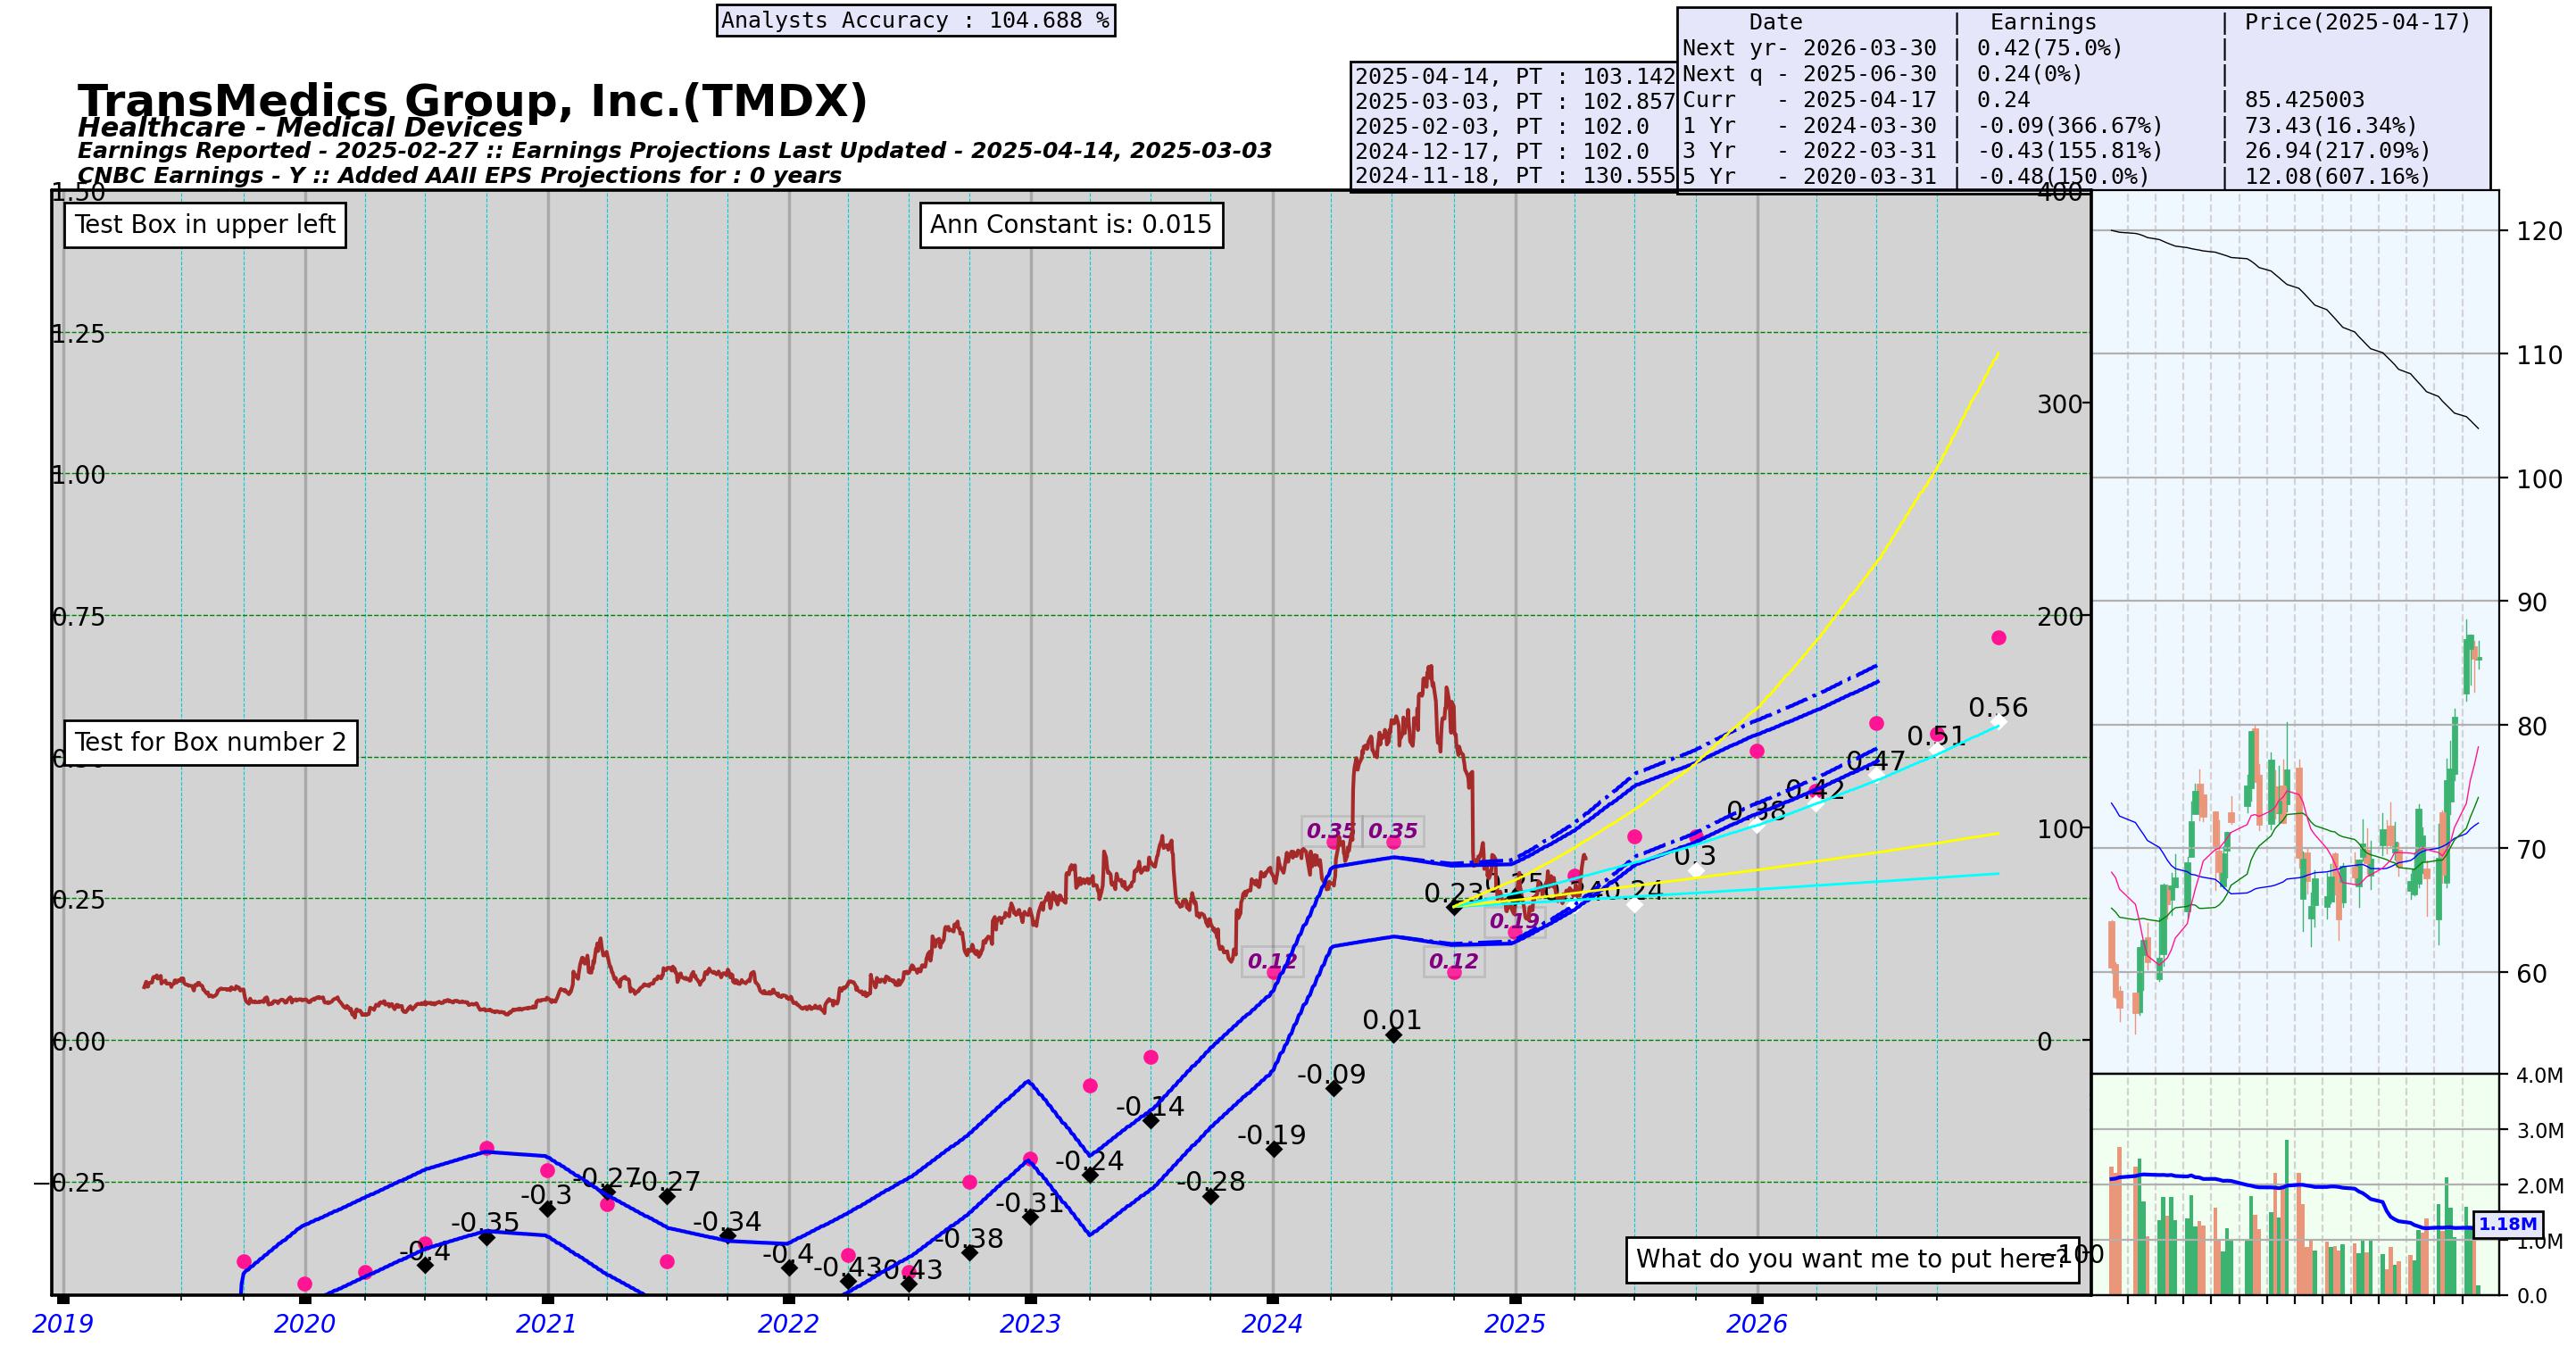 Analysts Accuracy : 104.688 %
Date | Earnings | Price(2025-04-17)
Next yr- 2026-03-30 | 0.42(75.0%) |
Next q - 2025-06-30 | 0.24(0%) |
Curr - 2025-04-17 | 0.24 | 85.425003
1 Yr - 2024-03-30 | -0.09(366.67%) | 73.43(16.34%)
3 Yr - 2022-03-31 | -0.43(155.81%) | 26.94(217.09%)
5 Yr - 2020-03-31 | -0.48(150.0%) | 12.08(607.16%)
2025-04-14, PT : 103.142
2025-03-03, PT : 102.857
2025-02-03, PT : 102.0
2024-12-17, PT : 102.0
2024-11-18, PT : 130.555
TransMedics Group, Inc.(TMDX)
Healthcare - Medical Devices
Earnings Reported - 2025-02-27 :: Earnings Projections Last Updated - 2025-04-14, 2025-03-03
CNBC Earnings - Y :: Added AAII EPS Projections for : 0 years
Test Box in upper left
Ann Constant is: 0.015
Test for Box number 2
What do you want me to put here?
1.50
1.25
1.00
0.75
0.25
0.00
−0.25
400
300
200
100
0
−100
120
110
100
90
80
70
60
4.0M
3.0M
2.0M
1.18M
1.0M
0.0
-0.4
-0.35
-0.3
-0.27
-0.27
-0.34
-0.4
-0.43
-0.43
-0.38
-0.31
-0.24
-0.14
-0.28
-0.19
-0.09
0.01
0.12
0.35
0.35
0.12
0.19
0.23
0.24
0.3
0.38
0.42
0.47
0.51
0.56
2019
2020
2021
2022
2023
2024
2025
2026